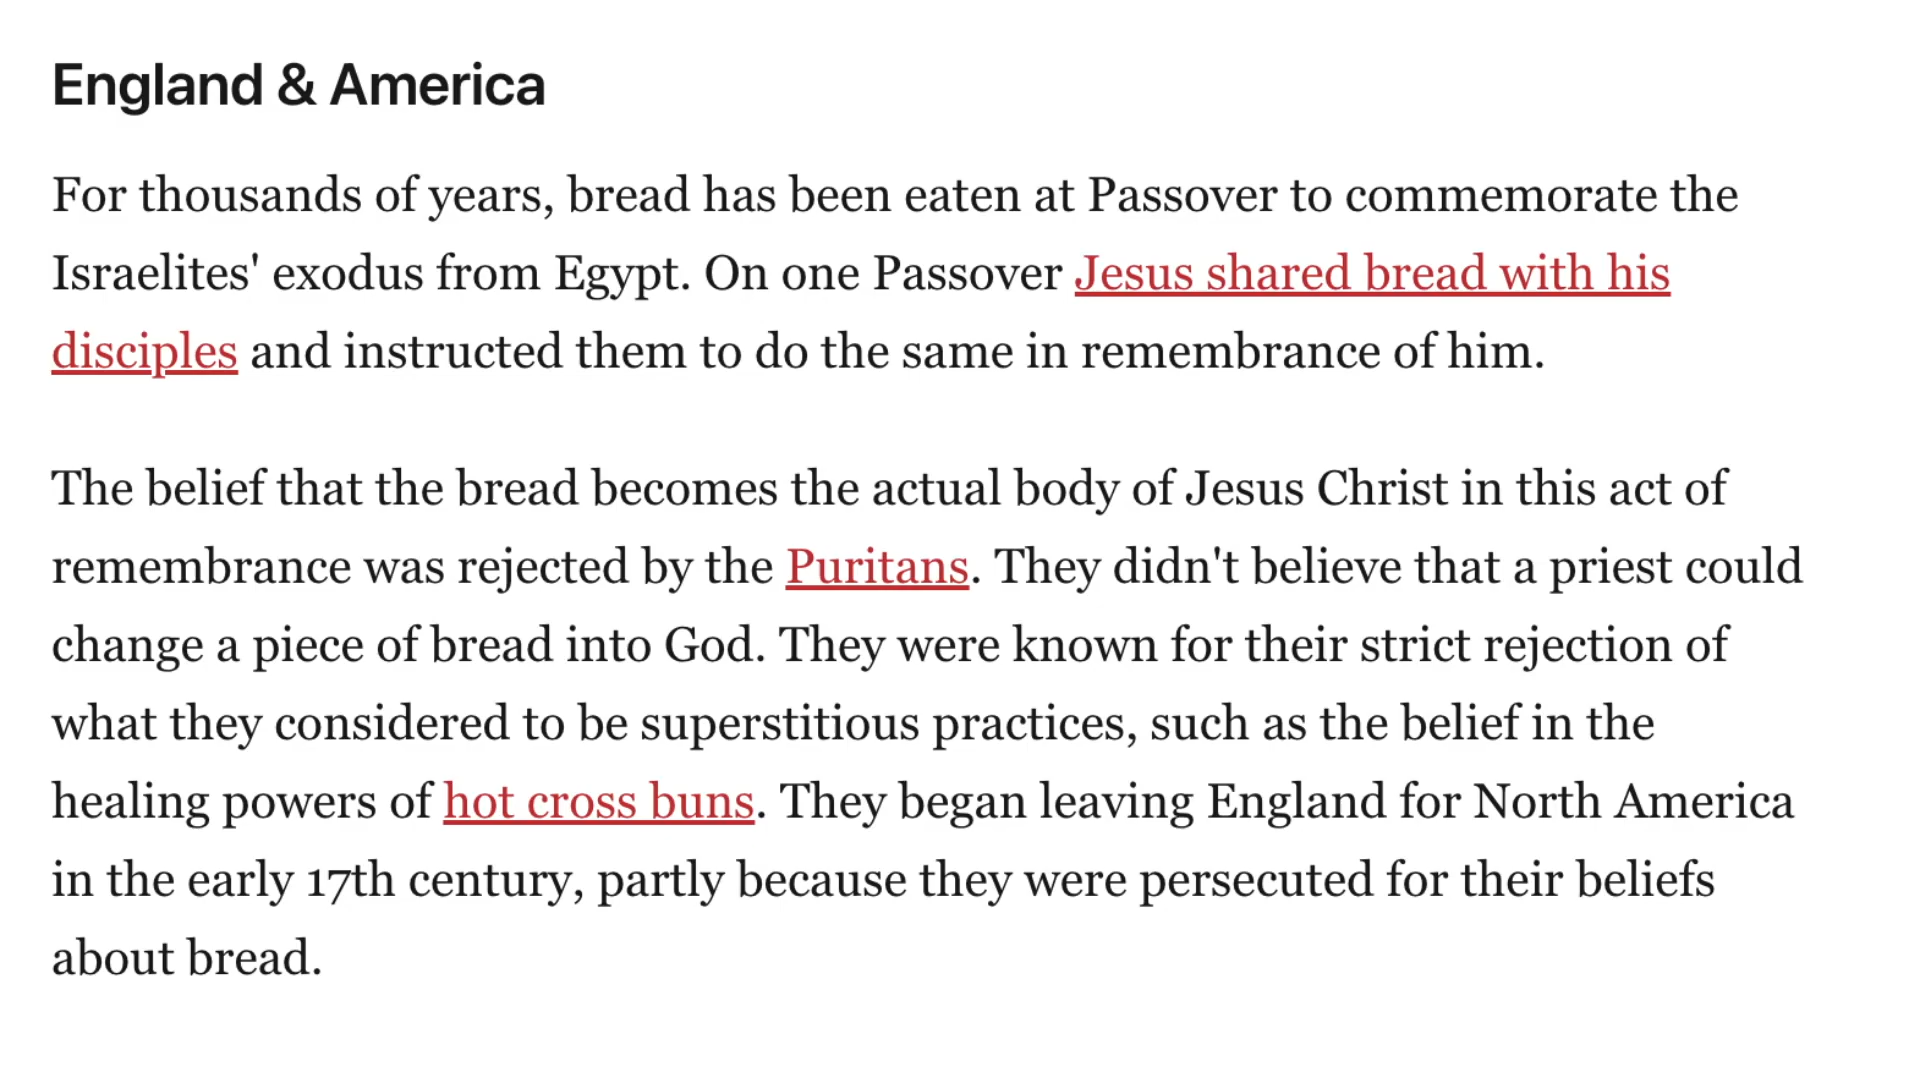 England & America
For thousands of years, bread has been eaten at Passover to commemorate the
Israelites' exodus from Egypt. On one Passover Jesus shared bread with his
disciples and instructed them to do the same in remembrance of him.
The belief that the bread becomes the actual body of Jesus Christ in this act of
remembrance was rejected by the Puritans. They didn't believe that a priest could
change a piece of bread into God. They were known for their strict rejection of
what they considered to be superstitious practices, such as the belief in the
healing powers of hot cross buns. They began leaving England for North America
in the early 17th century, partly because they were persecuted for their beliefs
about bread.